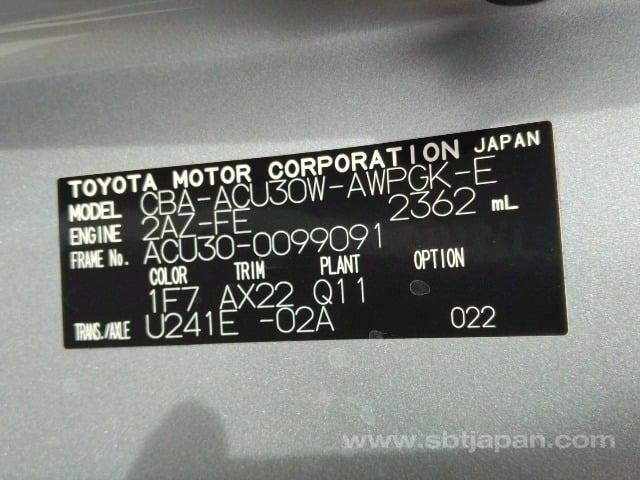 TOYOTA MOTOR CORPORATION JAPAN
MODEL CBA-ACU30W-AWPGK-E
ENGINE 2AZ-FE 2362 mL
FRAME No. ACU30-0099091
COLOR TRIM PLANT OPTION
1F7 AX22 Q11
TRANS./AXLE U241E -02A 022
www.sbtjapan.com